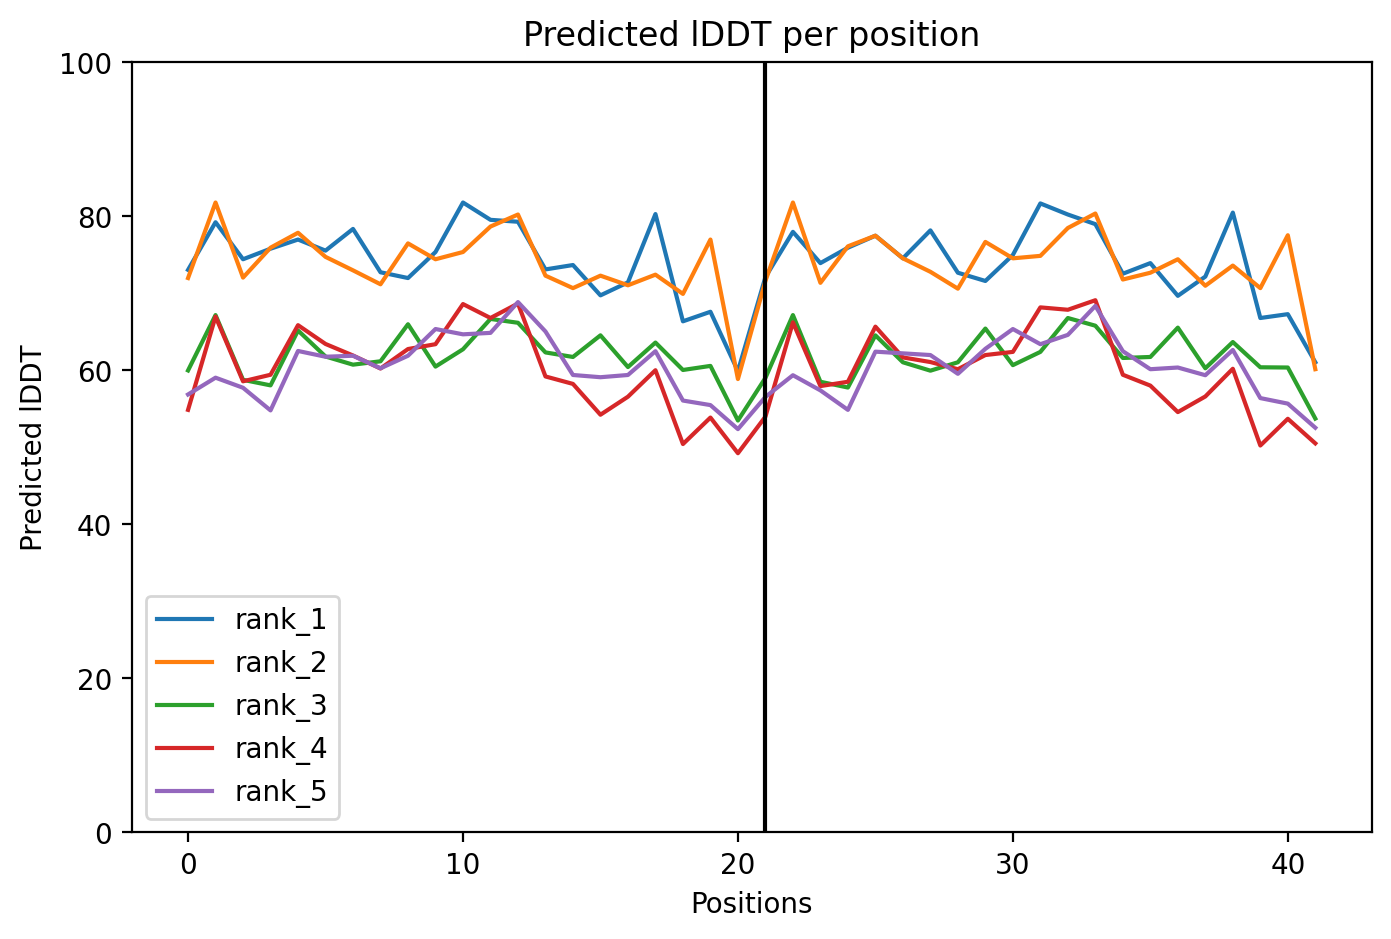 Predicted lDDT per position
Predicted lDDT
100
80
60
40
20
0
rank_1
rank_2
rank_3
rank_4
rank_5
0 10 20 30 40
Positions